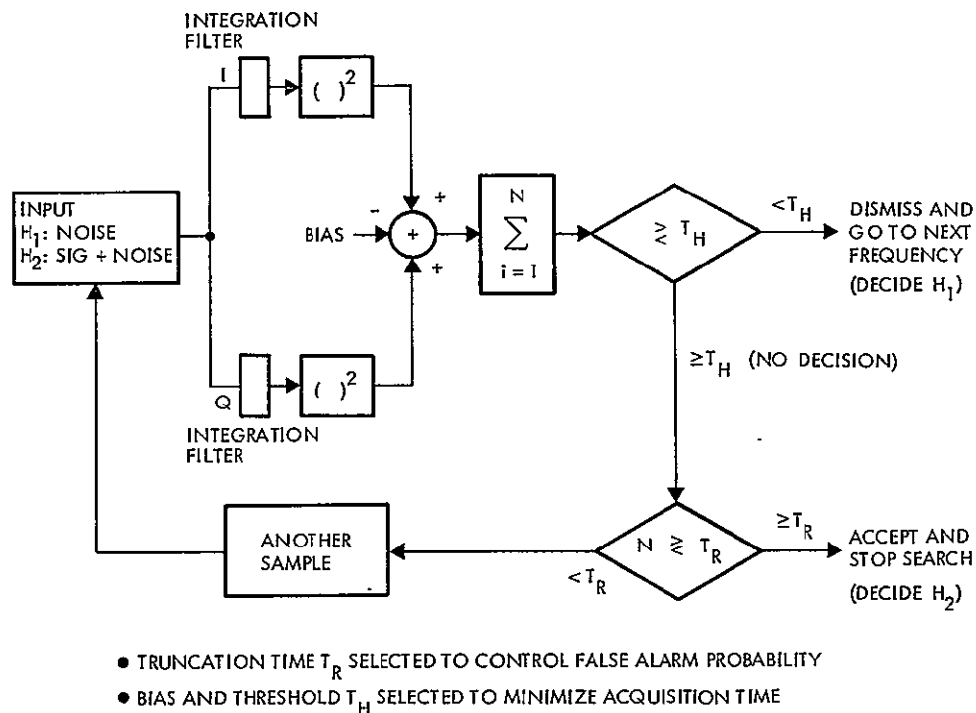 INTEGRATION
FILTER
I
( )²
INPUT
H₁: NOISE
H₂: SIG + NOISE
BIAS
-
+
+
+
N
∑
i = 1
≷ T_H
<T_H
DISMISS AND
GO TO NEXT
FREQUENCY
(DECIDE H₁)
≥T_H (NO DECISION)
Q
( )²
INTEGRATION
FILTER
ANOTHER
SAMPLE
<T_R
N ≷ T_R
≥T_R
ACCEPT AND
STOP SEARCH
(DECIDE H₂)
● TRUNCATION TIME T_R SELECTED TO CONTROL FALSE ALARM PROBABILITY
● BIAS AND THRESHOLD T_H SELECTED TO MINIMIZE ACQUISITION TIME